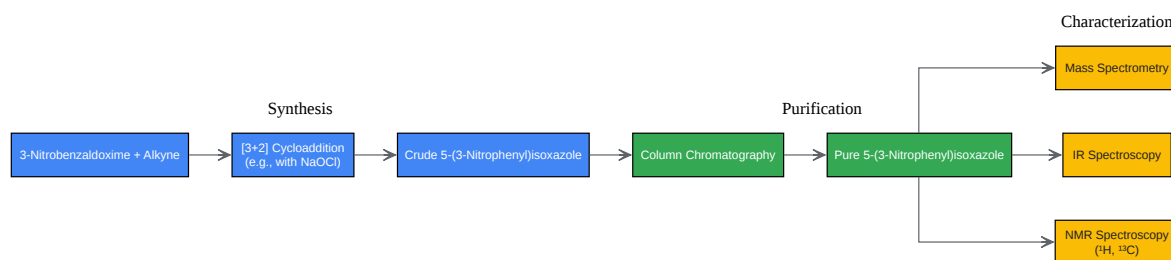 Characterization
Mass Spectrometry
Synthesis
Purification
3-Nitrobenzaldoxime + Alkyne
[3+2] Cycloaddition
(e.g., with NaOCl)
Crude 5-(3-Nitrophenyl)isoxazole
Column Chromatography
Pure 5-(3-Nitrophenyl)isoxazole
IR Spectroscopy
NMR Spectroscopy
(¹H, ¹³C)